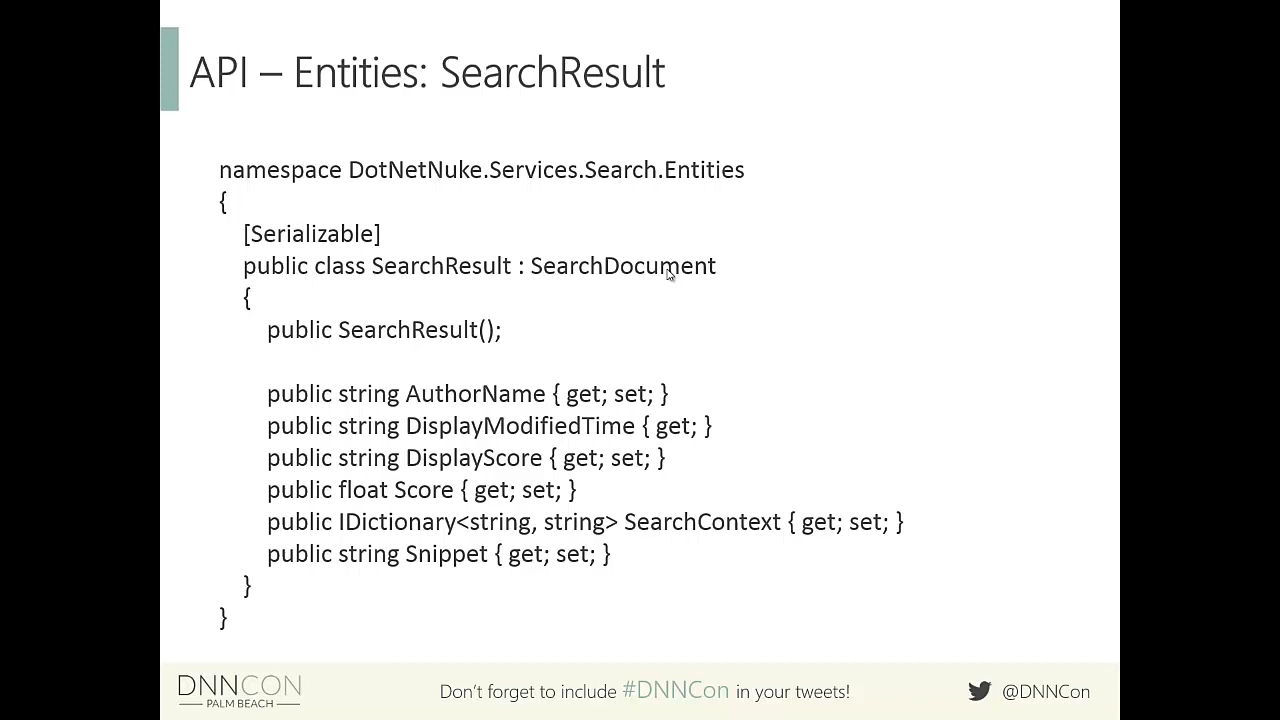 API – Entities: SearchResult
namespace DotNetNuke.Services.Search.Entities
{
[Serializable]
public class SearchResult : SearchDocument
{
public SearchResult();
public string AuthorName { get; set; }
public string DisplayModifiedTime { get; }
public string DisplayScore { get; set; }
public float Score { get; set; }
public IDictionary<string, string> SearchContext { get; set; }
public string Snippet { get; set; }
}
}
DNNCON
PALM BEACH
Don't forget to include #DNNCon in your tweets!
@DNNCon